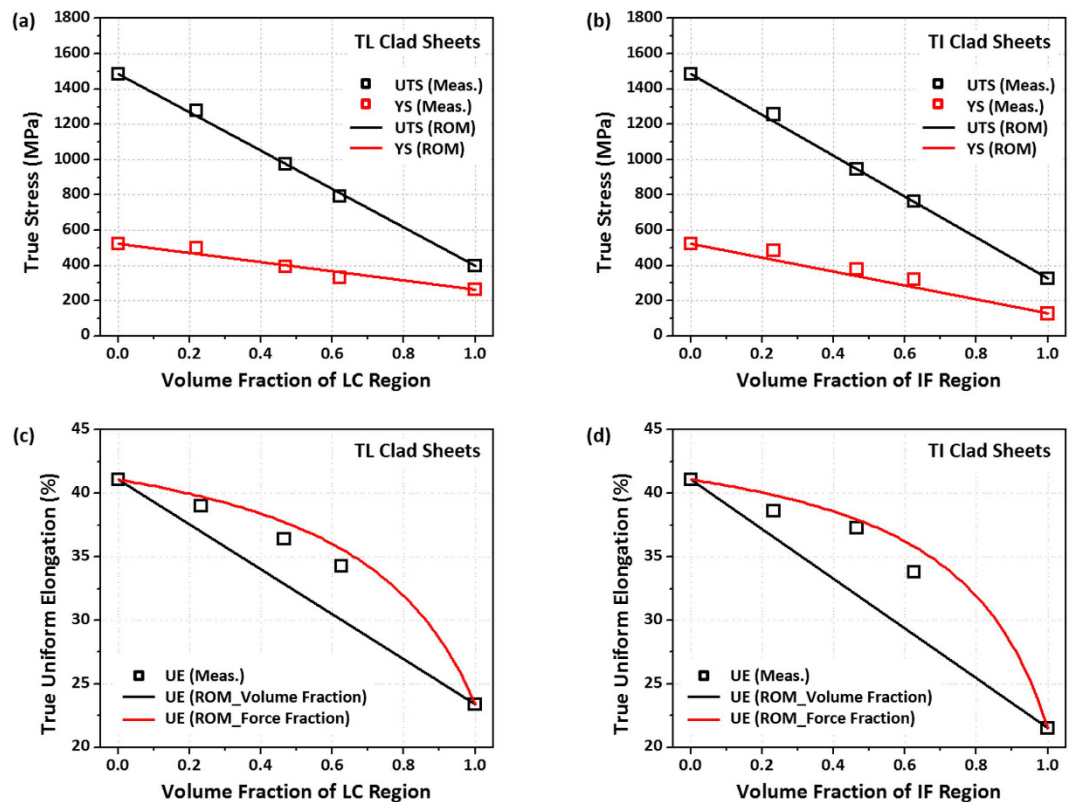 (a)
TL Clad Sheets
UTS (Meas.)
YS (Meas.)
UTS (ROM)
YS (ROM)
True Stress (MPa)
1800
1600
1400
1200
1000
800
600
400
200
0
0.0 0.2 0.4 0.6 0.8 1.0
Volume Fraction of LC Region
(b)
TI Clad Sheets
UTS (Meas.)
YS (Meas.)
UTS (ROM)
YS (ROM)
True Stress (MPa)
1800
1600
1400
1200
1000
800
600
400
200
0
0.0 0.2 0.4 0.6 0.8 1.0
Volume Fraction of IF Region
(c)
TL Clad Sheets
True Uniform Elongation (%)
45
40
35
30
25
20
UE (Meas.)
UE (ROM_Volume Fraction)
UE (ROM_Force Fraction)
0.0 0.2 0.4 0.6 0.8 1.0
Volume Fraction of LC Region
(d)
TI Clad Sheets
True Uniform Elongation (%)
45
40
35
30
25
20
UE (Meas.)
UE (ROM_Volume Fraction)
UE (ROM_Force Fraction)
0.0 0.2 0.4 0.6 0.8 1.0
Volume Fraction of IF Region